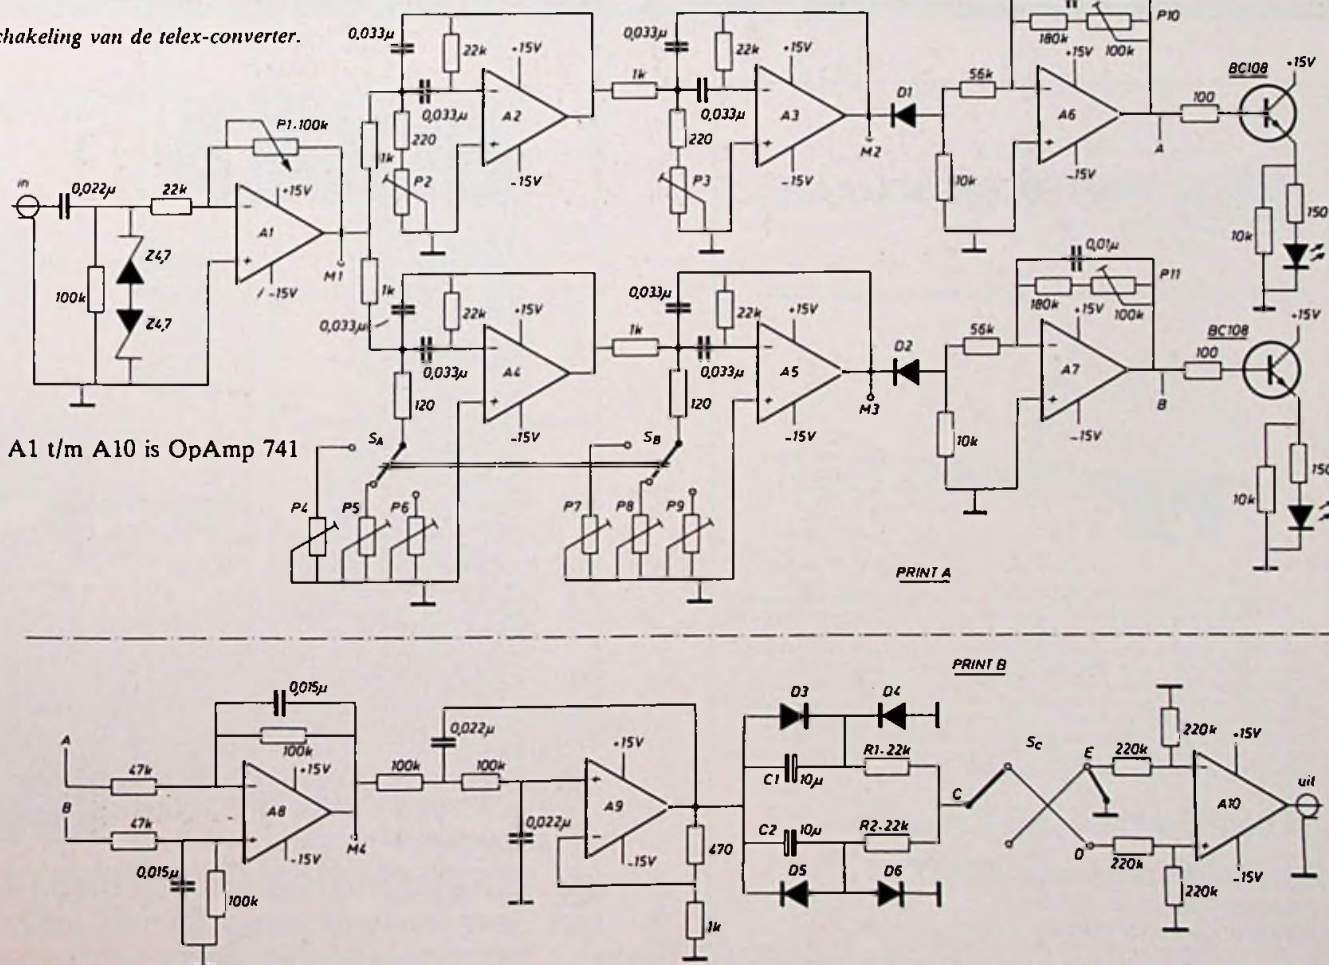 chakeling van de telex-converter.
0,033µ
22k
+15V
0,033µ
A2
220
P2
1k
-15V
1k
0,033µ
22k
+15V
0,033µ
A3
220
P3
-15V
M2
D1
10k
56k
180k
100k
P10
+15V
A6
-15V
A
100
BC108
+15V
10k
150
in
0,022µ
22k
P1-100k
+15V
A1
-15V
100k
Z4,7
Z4,7
M1
1k
0,033µ
22k
0,033µ
+15V
A4
120
-15V
1k
0,033µ
22k
0,033µ
+15V
A5
120
-15V
M3
D2
10k
56k
0,01µ
180k
100k
P11
+15V
A7
-15V
B
100
BC108
+15V
10k
150
A1 t/m A10 is OpAmp 741
SA
P4
P5
P6
SB
P7
P8
P9
PRINT A
PRINT B
A
B
47k
47k
0,015µ
100k
+15V
A8
-15V
M4
0,015µ
100k
100k
0,022µ
100k
0,022µ
+15V
A9
-15V
470
1k
D3
D4
C1
10µ
R1-22k
C2
10µ
R2-22k
D5
D6
C
Sc
E
D
220k
220k
220k
220k
+15V
A10
-15V
uit